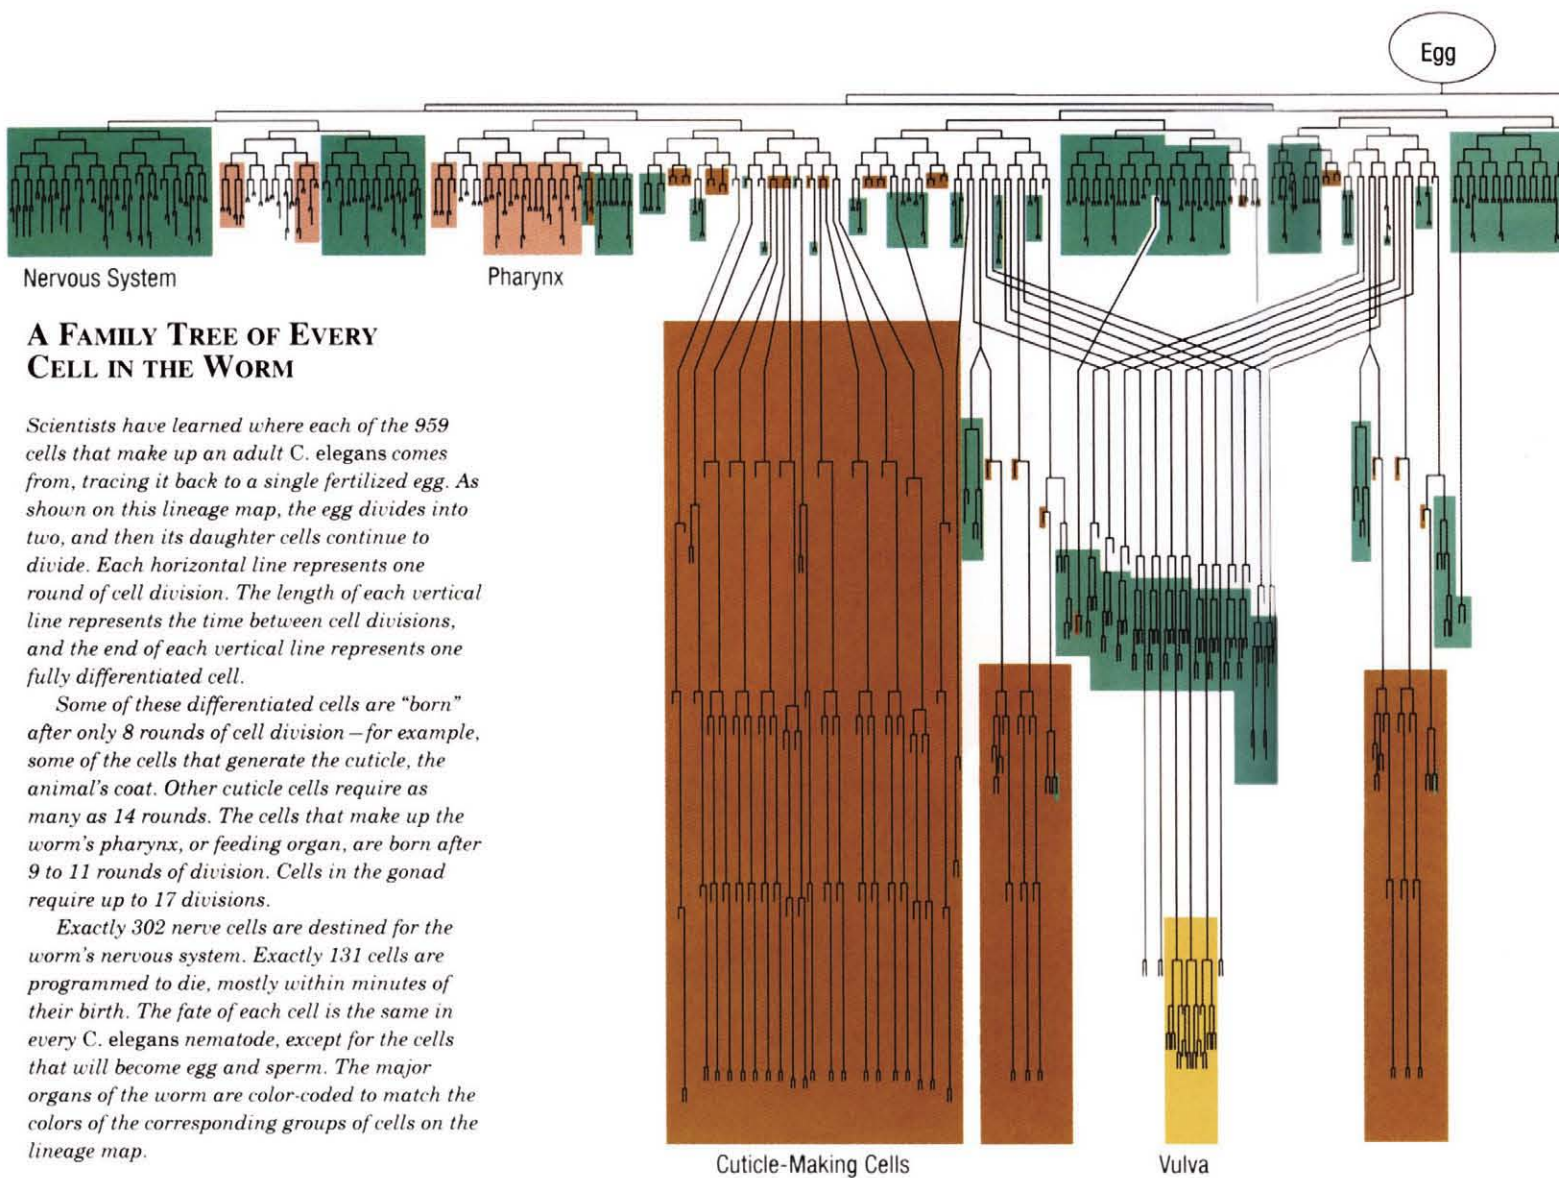 Egg
Nervous System
Pharynx
A FAMILY TREE OF EVERY
CELL IN THE WORM
Scientists have learned where each of the 959
cells that make up an adult C. elegans comes
from, tracing it back to a single fertilized egg. As
shown on this lineage map, the egg divides into
two, and then its daughter cells continue to
divide. Each horizontal line represents one
round of cell division. The length of each vertical
line represents the time between cell divisions,
and the end of each vertical line represents one
fully differentiated cell.
Some of these differentiated cells are “born”
after only 8 rounds of cell division—for example,
some of the cells that generate the cuticle, the
animal's coat. Other cuticle cells require as
many as 14 rounds. The cells that make up the
worm's pharynx, or feeding organ, are born after
9 to 11 rounds of division. Cells in the gonad
require up to 17 divisions.
Exactly 302 nerve cells are destined for the
worm's nervous system. Exactly 131 cells are
programmed to die, mostly within minutes of
their birth. The fate of each cell is the same in
every C. elegans nematode, except for the cells
that will become egg and sperm. The major
organs of the worm are color-coded to match the
colors of the corresponding groups of cells on the
lineage map.
Cuticle-Making Cells
Vulva